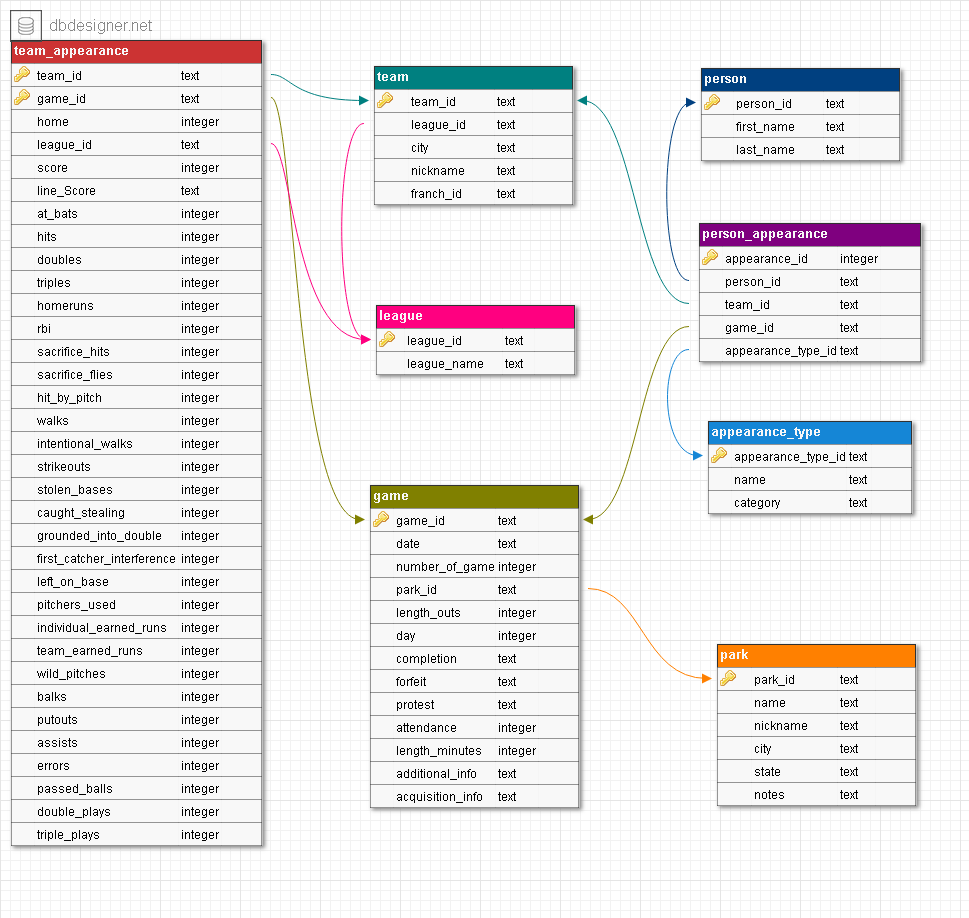 dbdesigner.net
team_appearance
team_id text
game_id text
home integer
league_id text
score integer
line_Score text
at_bats integer
hits integer
doubles integer
triples integer
homeruns integer
rbi integer
sacrifice_hits integer
sacrifice_flies integer
hit_by_pitch integer
walks integer
intentional_walks integer
strikeouts integer
stolen_bases integer
caught_stealing integer
grounded_into_double integer
first_catcher_interference integer
left_on_base integer
pitchers_used integer
individual_earned_runs integer
team_earned_runs integer
wild_pitches integer
balks integer
putouts integer
assists integer
errors integer
passed_balls integer
double_plays integer
triple_plays integer
team
team_id text
league_id text
city text
nickname text
franch_id text
league
league_id text
league_name text
game
game_id text
date text
number_of_game integer
park_id text
length_outs integer
day integer
completion text
forfeit text
protest text
attendance integer
length_minutes integer
additional_info text
acquisition_info text
person
person_id text
first_name text
last_name text
person_appearance
appearance_id integer
person_id text
team_id text
game_id text
appearance_type_id text
appearance_type
appearance_type_id text
name text
category text
park
park_id text
name text
nickname text
city text
state text
notes text